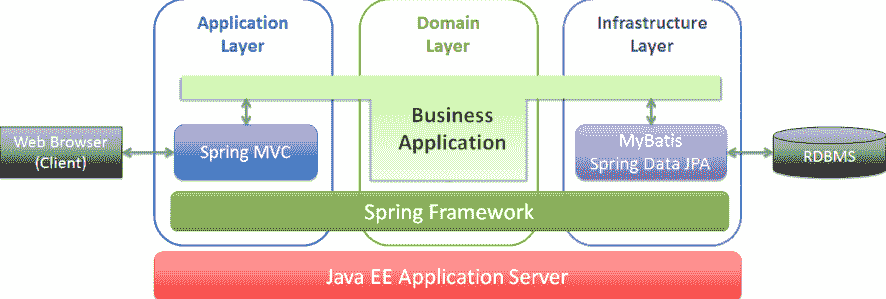 Application
Layer
Domain
Layer
Infrastructure
Layer
Business
Application
Web Browser
(Client)
Spring MVC
MyBatis
Spring Data JPA
RDBMS
Spring Framework
Java EE Application Server